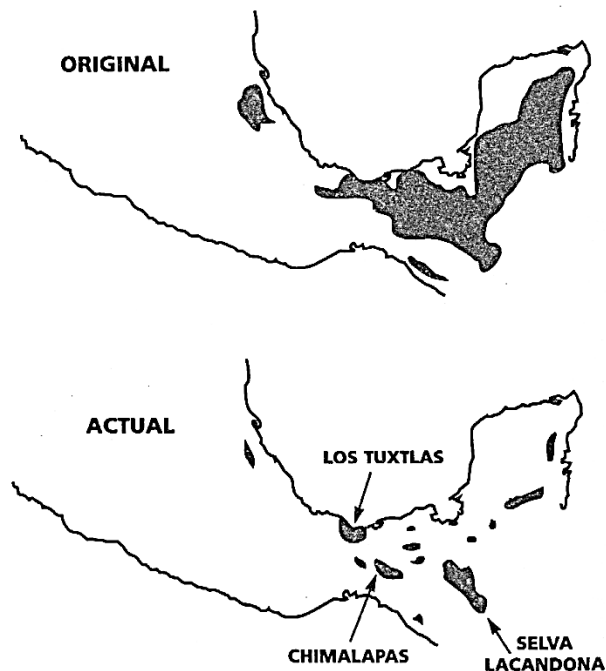 ORIGINAL
ACTUAL
LOS TUXTLAS
CHIMALAPAS
SELVA
LACANDONA